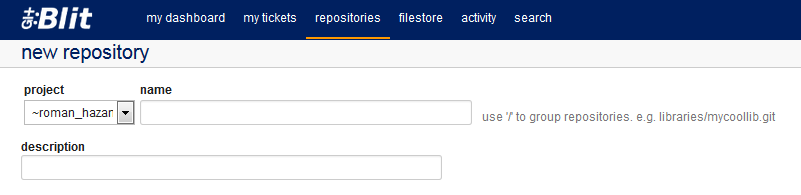 Git:Blit my dashboard my tickets repositories filestore activity search
new repository
project name
~roman_hazar
use '/' to group repositories. e.g. libraries/mycoollib.git
description